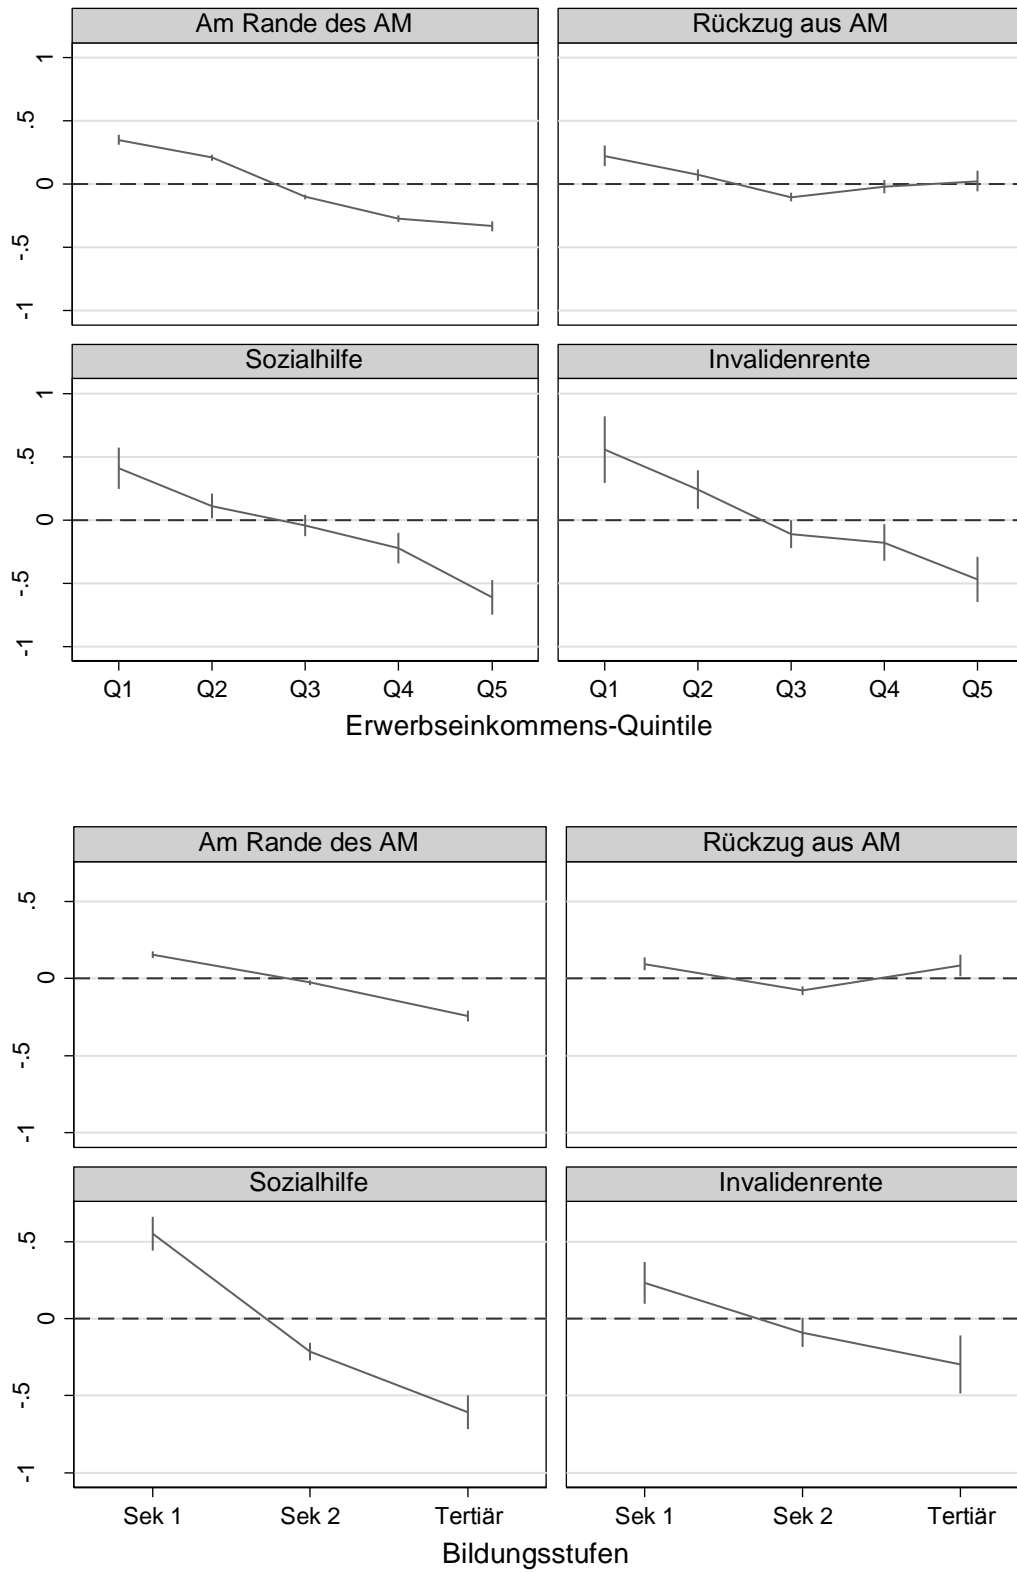 Am Rande des AM
Rückzug aus AM
1
.5
0
-.5
-1
Sozialhilfe
Invalidenrente
1
.5
0
-.5
-1
Q1 Q2 Q3 Q4 Q5
Q1 Q2 Q3 Q4 Q5
Erwerbseinkommens-Quintile
Am Rande des AM
Rückzug aus AM
.5
0
-.5
-1
Sozialhilfe
Invalidenrente
.5
0
-.5
-1
Sek 1 Sek 2 Tertiär
Sek 1 Sek 2 Tertiär
Bildungsstufen